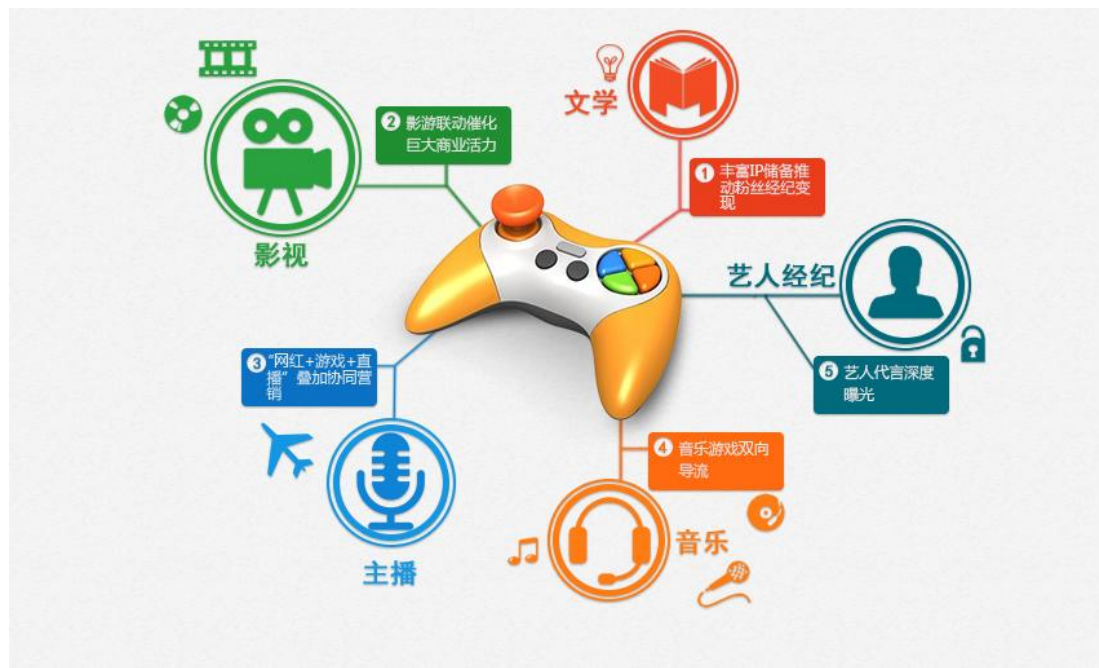 文学
① 丰富IP储备推
动粉丝经纪变
现
② 影游联动催化
巨大商业活力
影视
③ “网红+游戏+直
播”叠加协同营
销
主播
④ 音乐游戏双向
导流
音乐
艺人经纪
⑤ 艺人代言深度
曝光